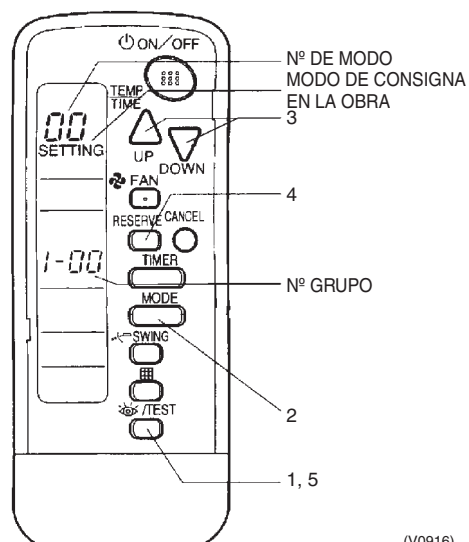 ON/OFF
Nº DE MODO
MODO DE CONSIGNA
EN LA OBRA
TEMP
TIME
00
SETTING
UP
DOWN
3
FAN
RESERVE CANCEL
4
1-00
TIMER
Nº GRUPO
MODE
SWING
2
/TEST
1, 5
(V0916)